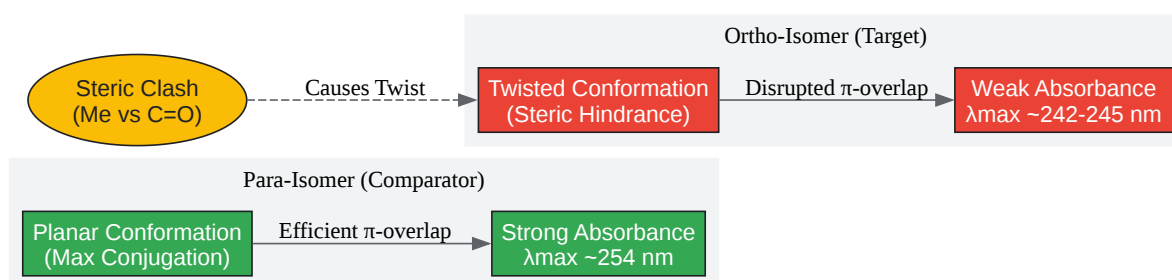 Ortho-Isomer (Target)
Steric Clash
(Me vs C=O)
Causes Twist
Twisted Conformation
(Steric Hindrance)
Disrupted π-overlap
Weak Absorbance
λmax ~242-245 nm
Para-Isomer (Comparator)
Planar Conformation
(Max Conjugation)
Efficient π-overlap
Strong Absorbance
λmax ~254 nm